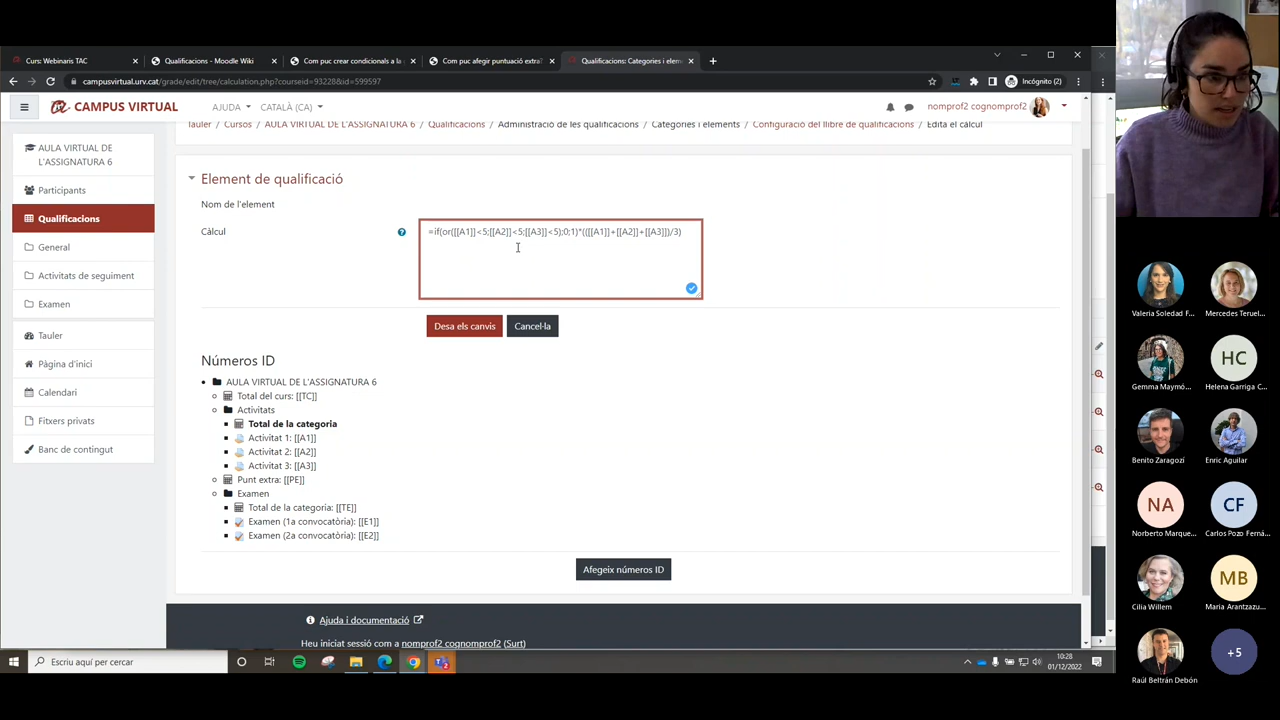 Curs: Webinaris TAC
Qualificacions - Moodle Wiki
Com puc crear condicionals a la
Com puc afegir puntuació extra?
Qualificacions: Categories i elem
campusvirtual.urv.cat/grade/edit/tree/calculation.php?courseid=93228&id=599597
Incògnito (2)
CAMPUS VIRTUAL
AJUDA
CATALÀ (CA)
nomprof2 cognomprof2
Tauler / Cursos / AULA VIRTUAL DE L'ASSIGNATURA 6 / Qualificacions / Administració de les qualificacions / Categories i elements / Configuració del llibre de qualificació / Edita el càlcul
AULA VIRTUAL DE
L'ASSIGNATURA 6
Participants
Qualificacions
General
Activitats de seguiment
Examen
Tauler
Pàgina d'inici
Calendari
Fitxers privats
Banc de contingut
Element de qualificació
Nom de l'element
Càlcul
=if(or([[A1]]<5;[[A2]]<5;[[A3]]<5);0;1)*(([[A1]]+[[A2]]+[[A3]])/3)
Desa els canvis
Cancel·la
Números ID
AULA VIRTUAL DE L'ASSIGNATURA 6
Total del curs: [[TC]]
Activitats
Total de la categoria
Activitat 1: [[A1]]
Activitat 2: [[A2]]
Activitat 3: [[A3]]
Punt extra: [[PE]]
Examen
Total de la categoria: [[TE]]
Examen (1a convocatòria): [[E1]]
Examen (2a convocatòria): [[E2]]
Afegeix números ID
Ajuda i documentació
Heu iniciat sessió com a nomprof2 cognomprof2 (Surt)
Escriu aquí per cercar
10:28
01/12/2022
Valeria Soledad F...
Mercedes Teruel...
Gemma Maymó...
HC
Helena Garriga C...
Benito Zaragozí
Enric Aguilar
NA
Norberto Marque...
CF
Carlos Pozo Ferná...
Cilia Willem
MB
Maria Arantzazu...
Raúl Beltrán Debón
+5